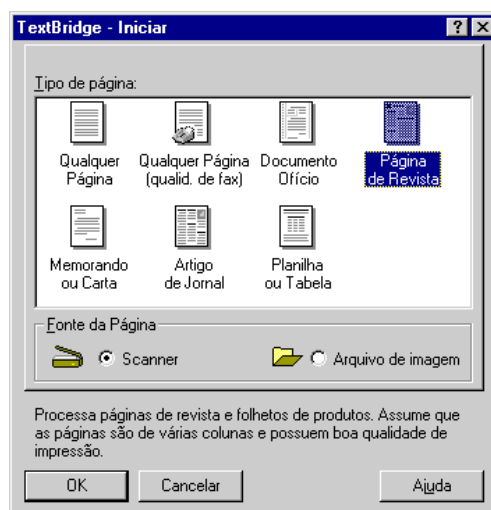 TextBridge - Iniciar
Tipo de página:
Qualquer Página
Qualquer Página (qualid. de fax)
Documento Ofício
Página de Revista
Memorando ou Carta
Artigo de Jornal
Planilha ou Tabela
Fonte da Página
Scanner
Arquivo de imagem
Processa páginas de revista e folhetos de produtos. Assume que
as páginas são de várias colunas e possuem boa qualidade de
impressão.
OK
Cancelar
Ajuda